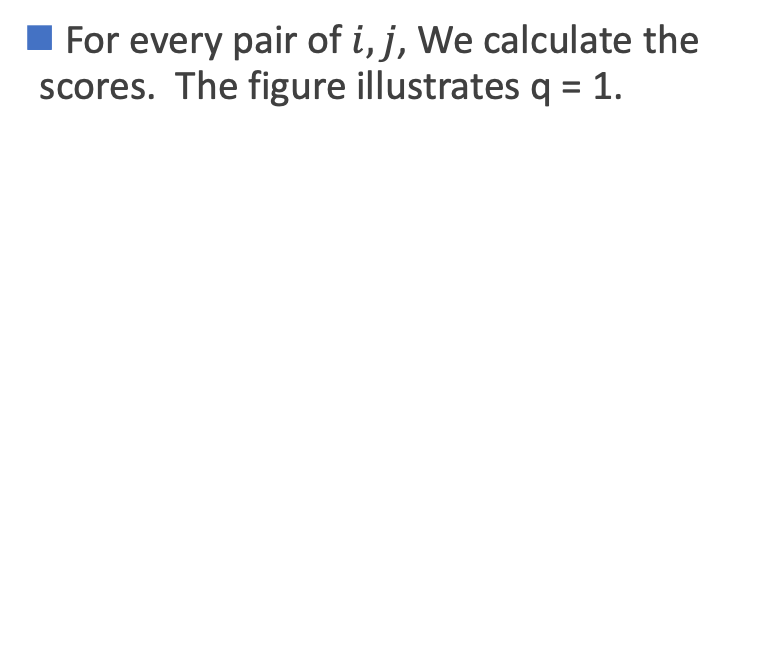 For every pair of i, j, We calculate the
scores. The figure illustrates q = 1.